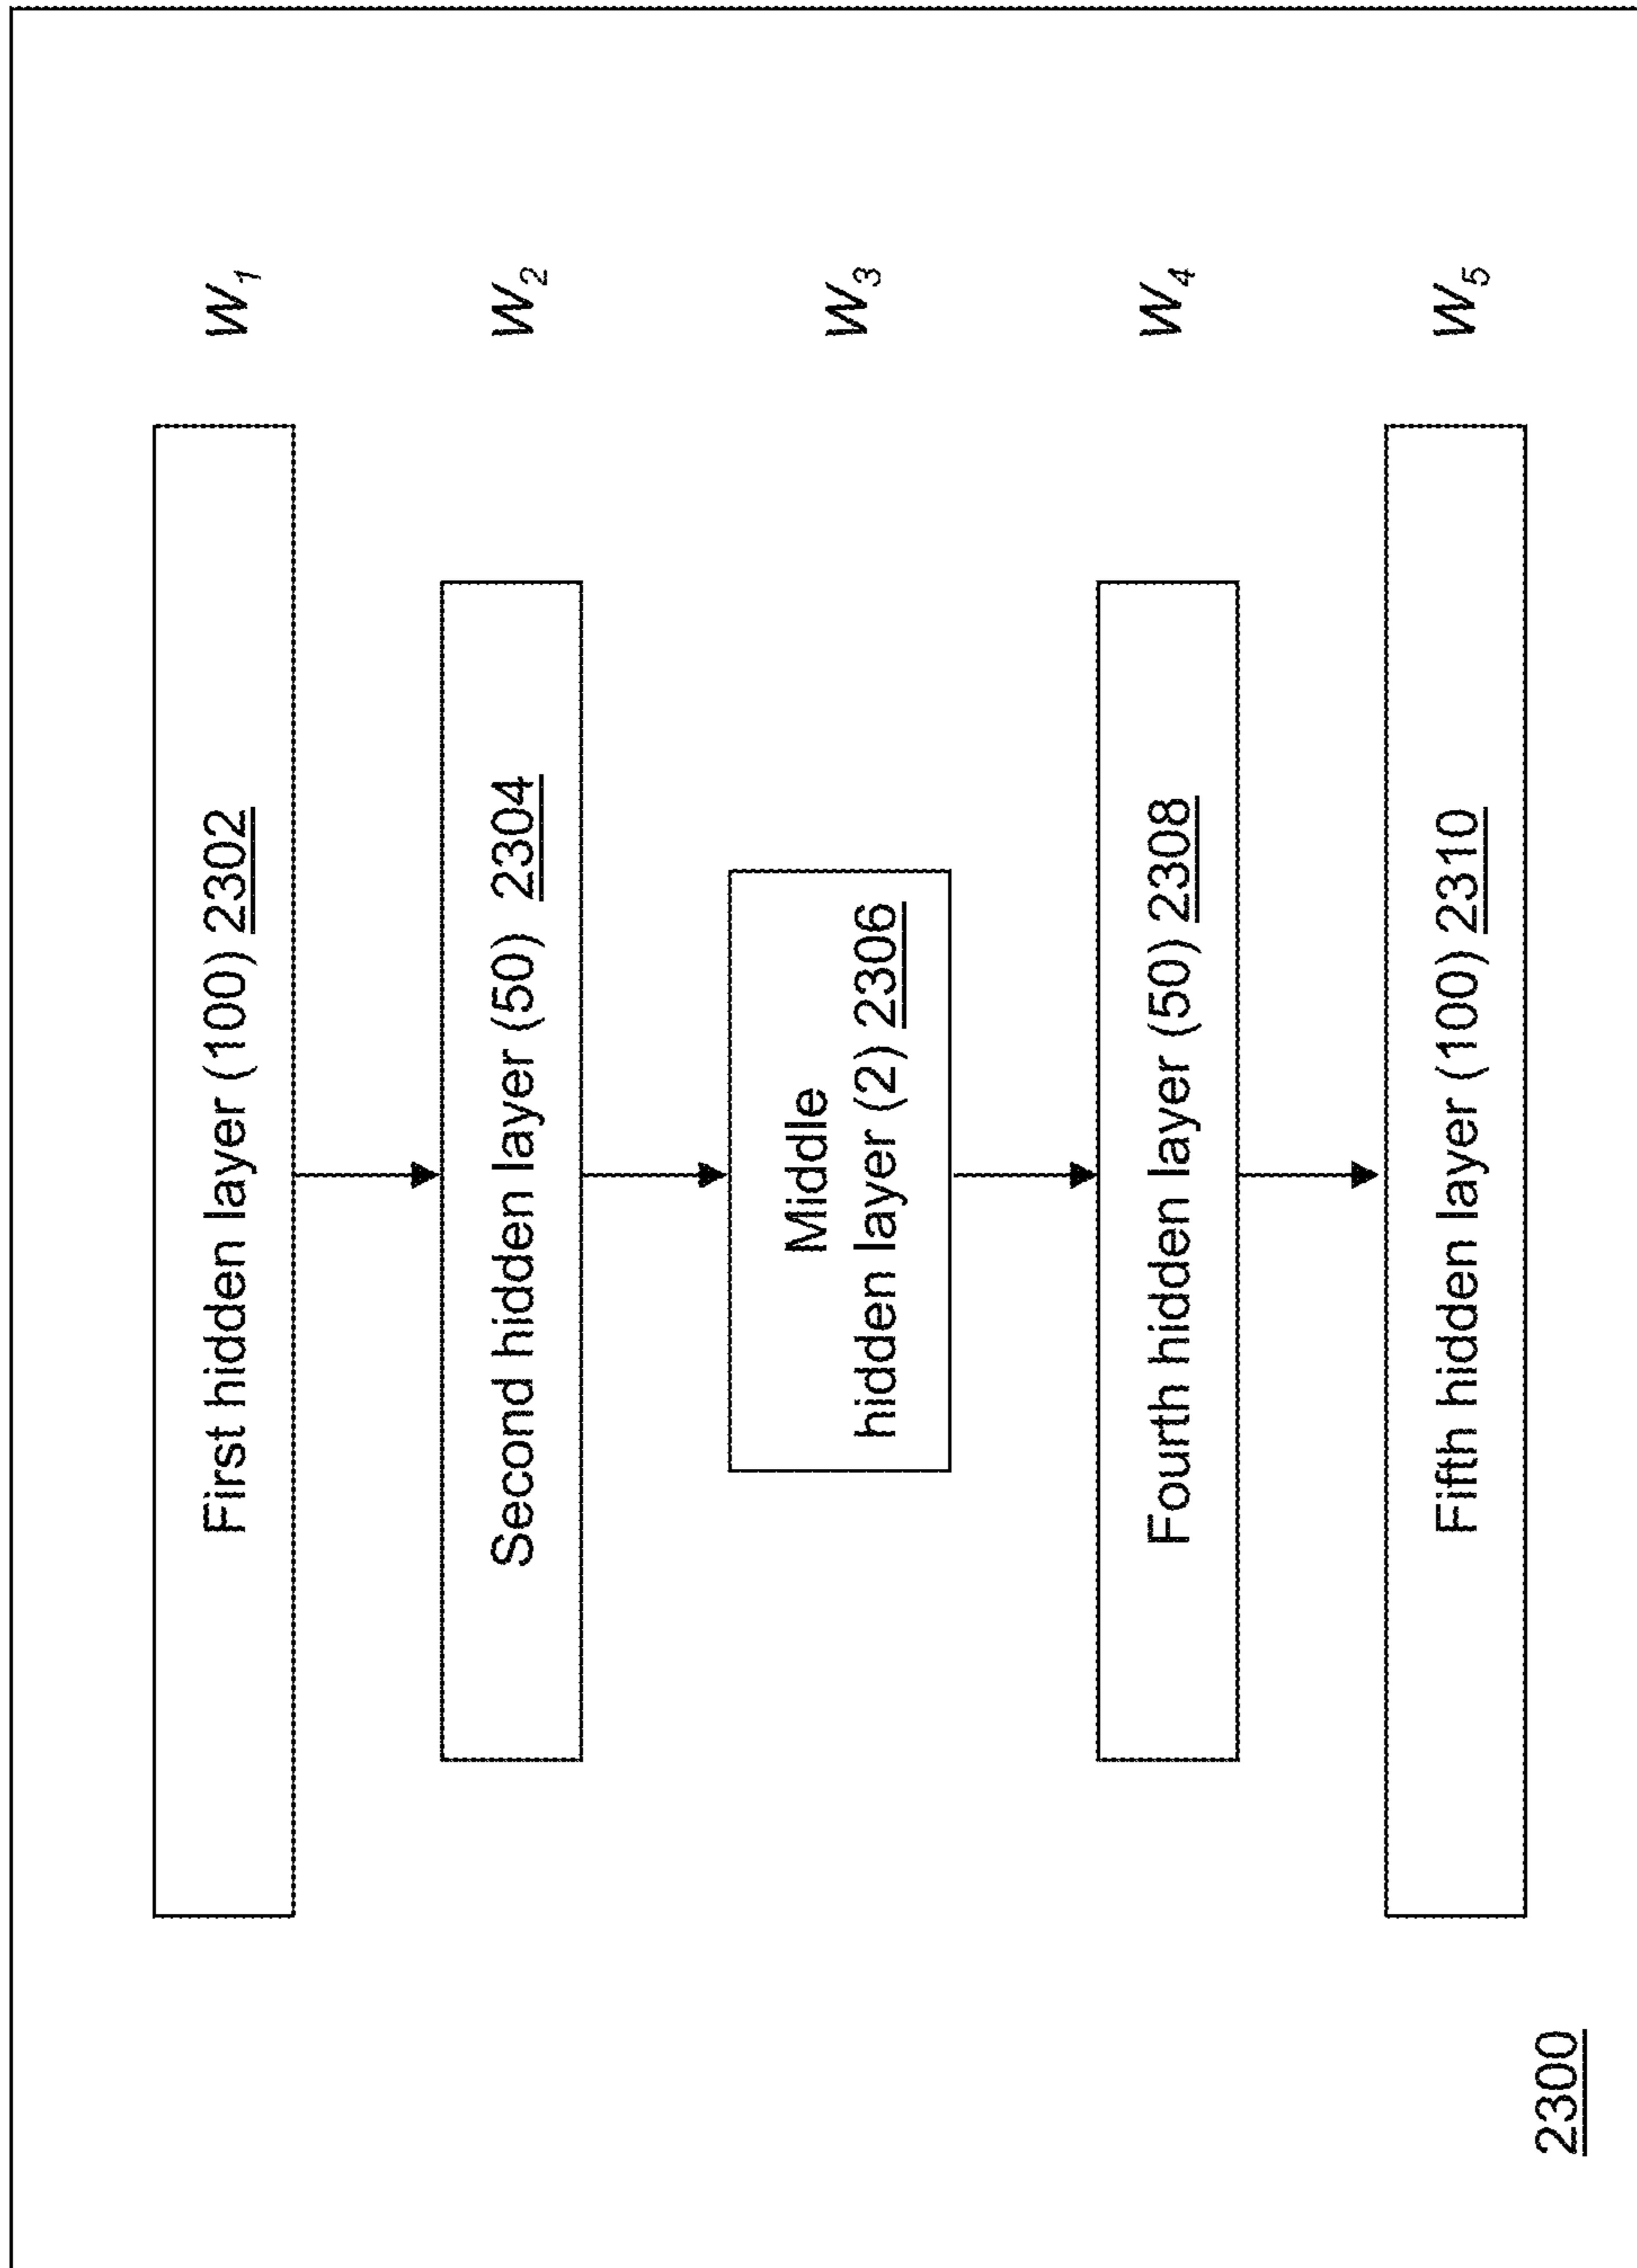 First hidden layer (100) 2302
W1
Second hidden layer (50) 2304
W2
Middle
hidden layer (2) 2306
W3
Fourth hidden layer (50) 2308
W4
Fifth hidden layer (100) 2310
W5
2300